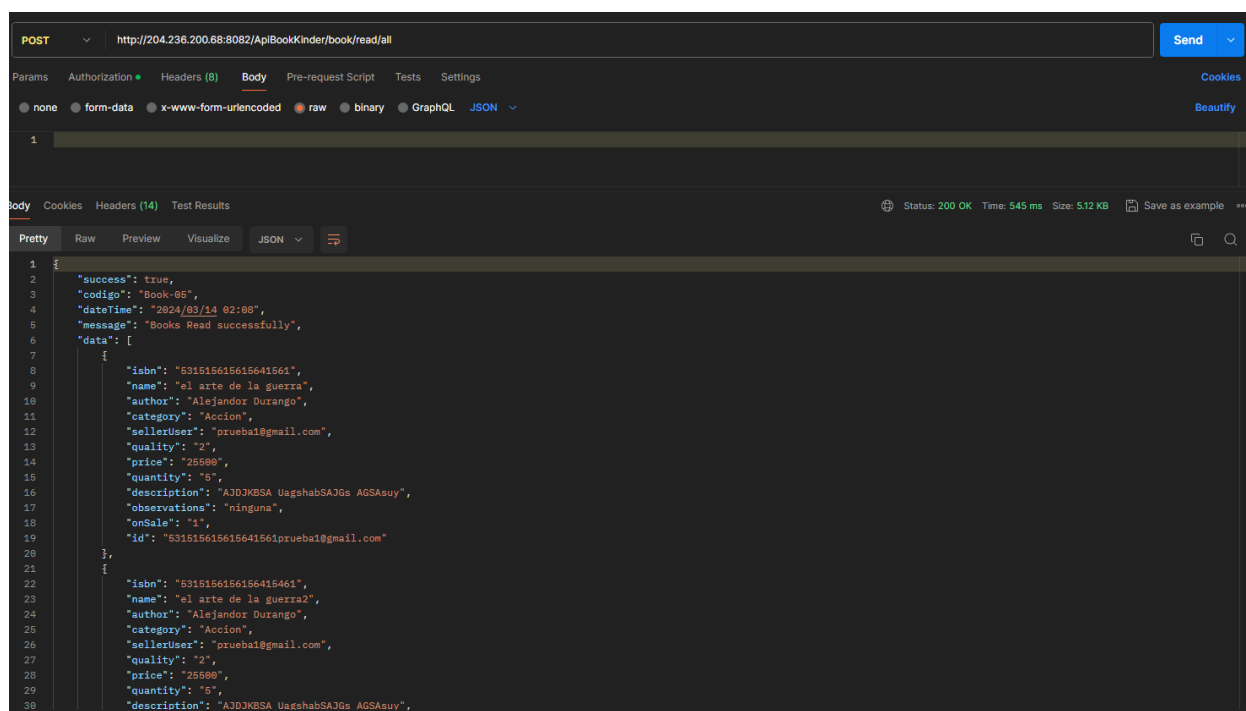 POST http://204.236.200.68:8082/ApiBookKinder/book/read/all Send
Params Authorization Headers (8) Body Pre-request Script Tests Settings Cookies
none form-data x-www-form-urlencoded raw binary GraphQL JSON Beautify
1
Body Cookies Headers (14) Test Results Status: 200 OK Time: 545 ms Size: 5.12 KB Save as example
Pretty Raw Preview Visualize JSON
1 {
2 "success": true,
3 "codigo": "Book-05",
4 "dateTime": "2024/03/14 02:08",
5 "message": "Books Read successfully",
6 "data": [
7 {
8 "isbn": "531515615615641561",
9 "name": "el arte de la guerra",
10 "author": "Alejandor Durango",
11 "category": "Accion",
12 "sellerUser": "prueba1@gmail.com",
13 "quality": "2",
14 "price": "25500",
15 "quantity": "5",
16 "description": "AJDJKBSA UagshabSAJGs AGSAsuy",
17 "observations": "ninguna",
18 "onSale": "1",
19 "id": "531515615615641561prueba1@gmail.com"
20 },
21 {
22 "isbn": "5315156156156415461",
23 "name": "el arte de la guerra2",
24 "author": "Alejandor Durango",
25 "category": "Accion",
26 "sellerUser": "prueba1@gmail.com",
27 "quality": "2",
28 "price": "25500",
29 "quantity": "5",
30 "description": "AJDJKBSA UagshabSAJGs AGSAsuy",